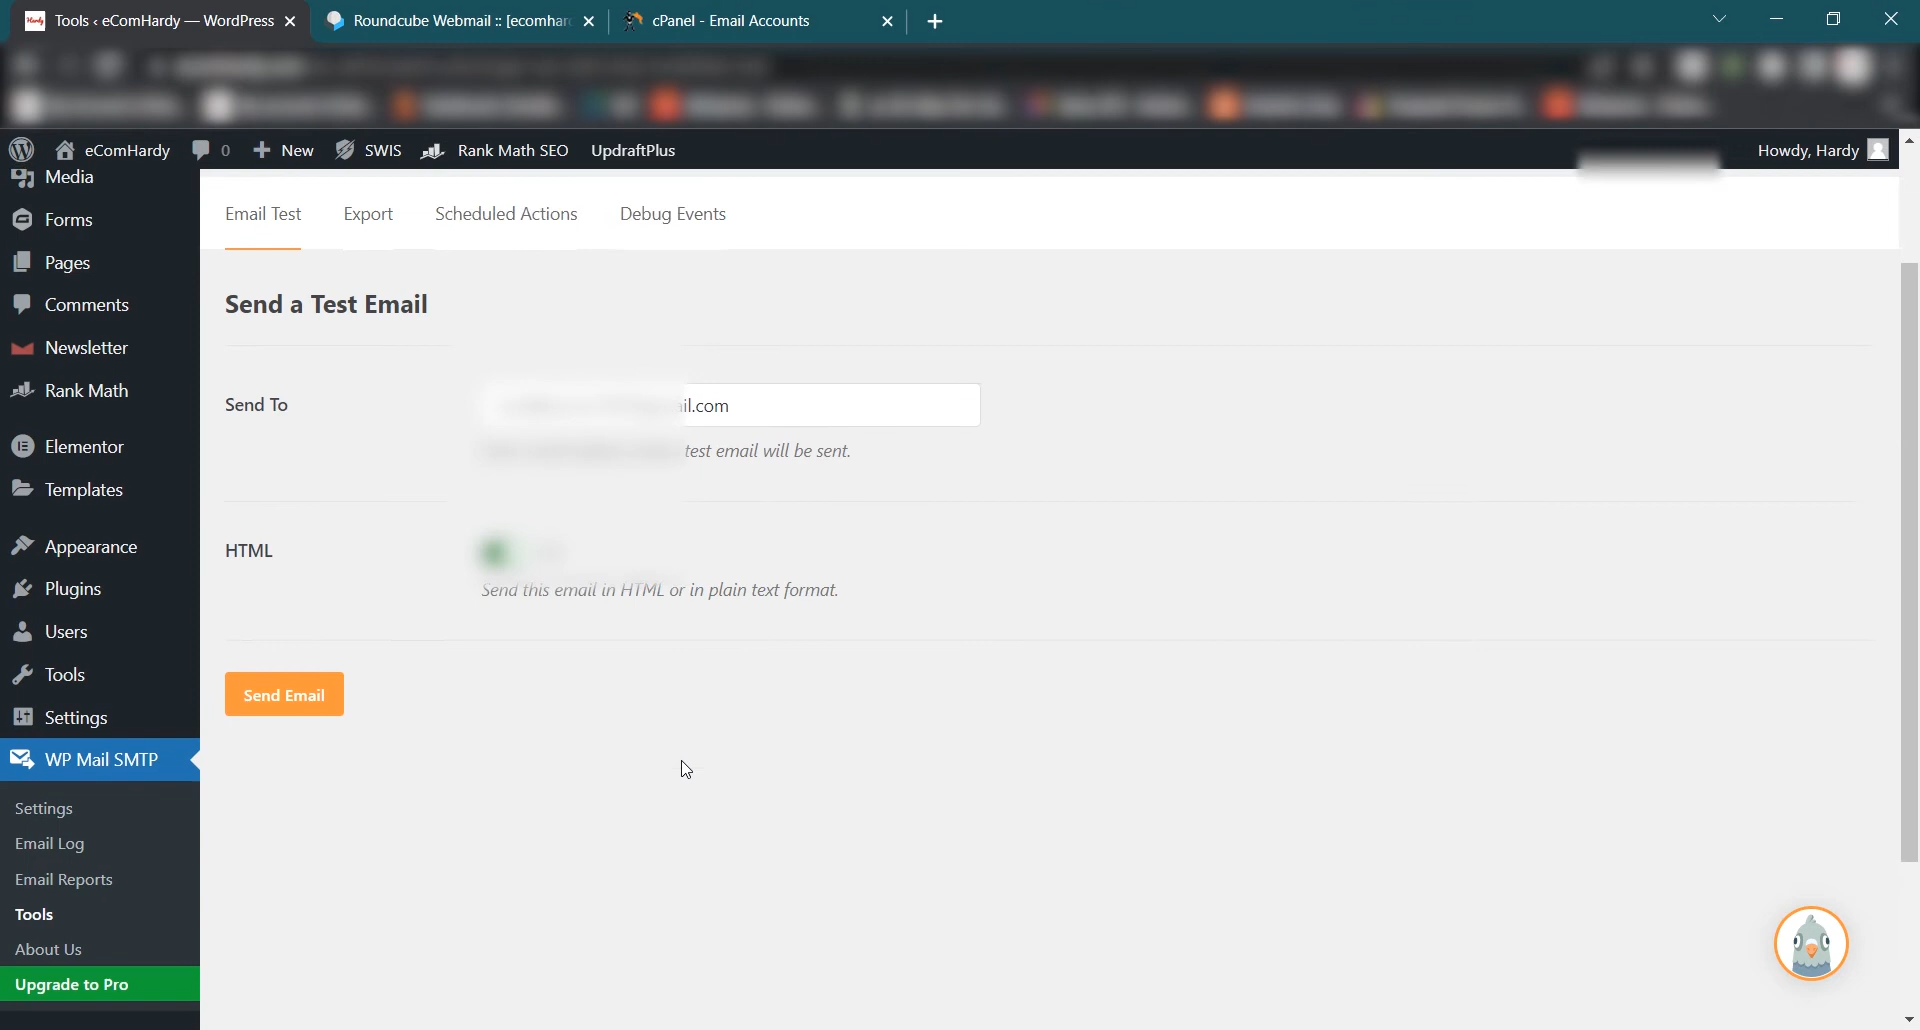 Tools ‹ eComHardy — WordPress
Roundcube Webmail :: [ecomhar
cPanel - Email Accounts
eComHardy
0
New
SWIS
Rank Math SEO
UpdraftPlus
Howdy, Hardy
Media
Forms
Pages
Comments
Newsletter
Rank Math
Elementor
Templates
Appearance
Plugins
Users
Tools
Settings
WP Mail SMTP
Settings
Email Log
Email Reports
Tools
About Us
Upgrade to Pro
Email Test
Export
Scheduled Actions
Debug Events
Send a Test Email
Send To
il.com
test email will be sent.
HTML
Send this email in HTML or in plain text format.
Send Email